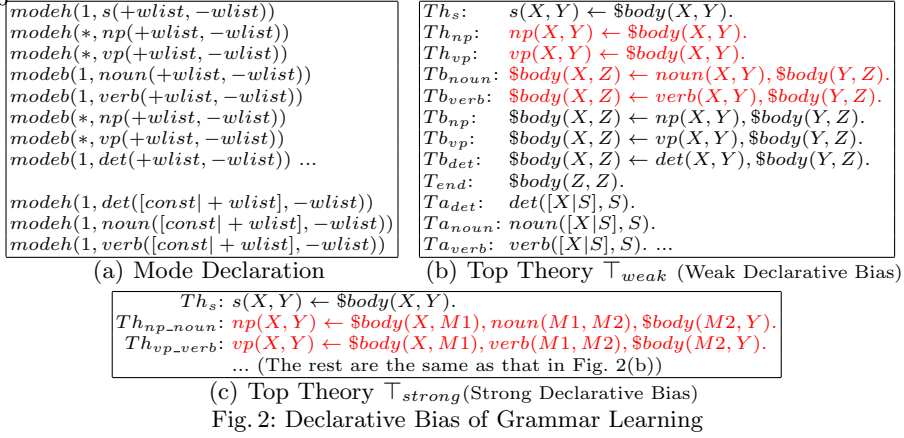 modeh(1, s(+wlist, −wlist))
modeh(∗, np(+wlist, −wlist))
modeh(∗, vp(+wlist, −wlist))
modeb(1, noun(+wlist, −wlist))
modeb(1, verb(+wlist, −wlist))
modeb(∗, np(+wlist, −wlist))
modeb(∗, vp(+wlist, −wlist))
modeb(1, det(+wlist, −wlist)) ...
modeh(1, det([const| + wlist], −wlist))
modeh(1, noun([const| + wlist], −wlist))
modeh(1, verb([const| + wlist], −wlist))
(a) Mode Declaration
Th_s: s(X, Y) ← $body(X, Y).
Th_np: np(X, Y) ← $body(X, Y).
Th_vp: vp(X, Y) ← $body(X, Y).
Tb_noun: $body(X, Z) ← noun(X, Y), $body(Y, Z).
Tb_verb: $body(X, Z) ← verb(X, Y), $body(Y, Z).
Tb_np: $body(X, Z) ← np(X, Y), $body(Y, Z).
Tb_vp: $body(X, Z) ← vp(X, Y), $body(Y, Z).
Tb_det: $body(X, Z) ← det(X, Y), $body(Y, Z).
T_end: $body(Z, Z).
Ta_det: det([X|S], S).
Ta_noun: noun([X|S], S).
Ta_verb: verb([X|S], S). ...
(b) Top Theory ⊤_weak (Weak Declarative Bias)
Th_s: s(X, Y) ← $body(X, Y).
Th_np_noun: np(X, Y) ← $body(X, M1), noun(M1, M2), $body(M2, Y).
Th_vp_verb: vp(X, Y) ← $body(X, M1), verb(M1, M2), $body(M2, Y).
... (The rest are the same as that in Fig. 2(b))
(c) Top Theory ⊤_strong(Strong Declarative Bias)
Fig. 2: Declarative Bias of Grammar Learning